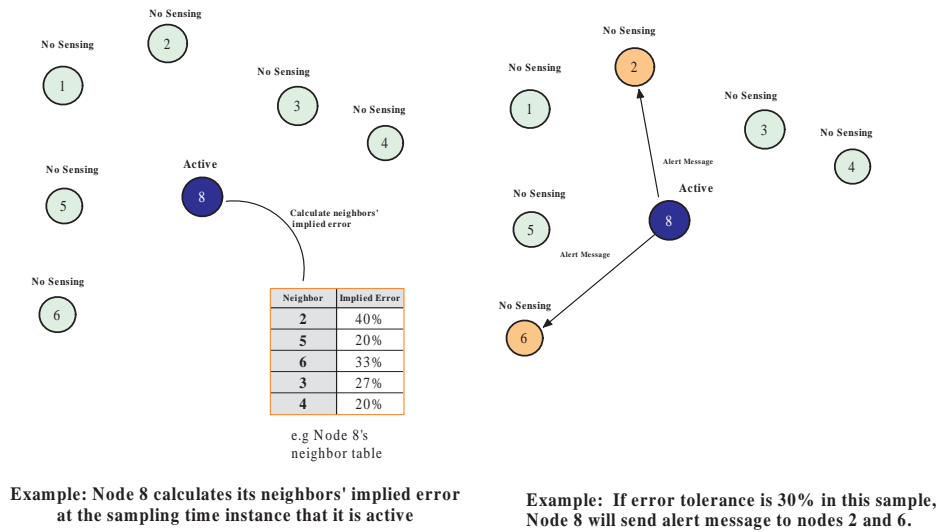 No Sensing
2
No Sensing
1
No Sensing
3
No Sensing
4
No Sensing
5
Active
8
Calculate neighbors'
implied error
No Sensing
6
Neighbor Implied Error
2 40%
5 20%
6 33%
3 27%
4 20%
e.g Node 8's
neighbor table
Example: Node 8 calculates its neighbors' implied error
at the sampling time instance that it is active
No Sensing
2
No Sensing
1
No Sensing
3
No Sensing
4
Alert Message
Active
8
No Sensing
5
Alert Message
No Sensing
6
Example: If error tolerance is 30% in this sample,
Node 8 will send alert message to nodes 2 and 6.